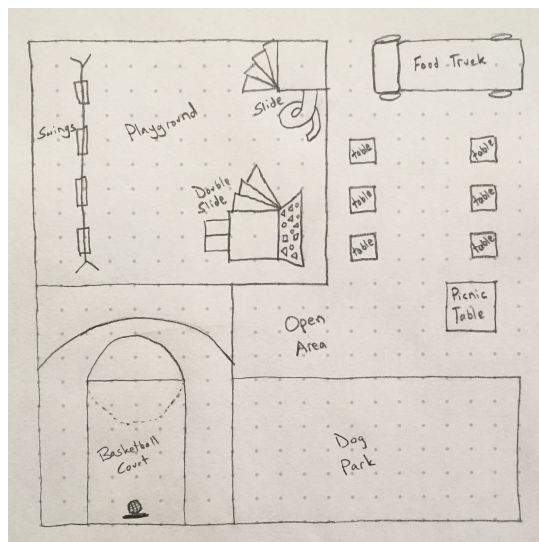 Food Truck
Swings
Playground
Slide
table
table
Double
Slide
table
table
table
table
Picnic
Table
Open
Area
Basketball
Court
Dog
Park